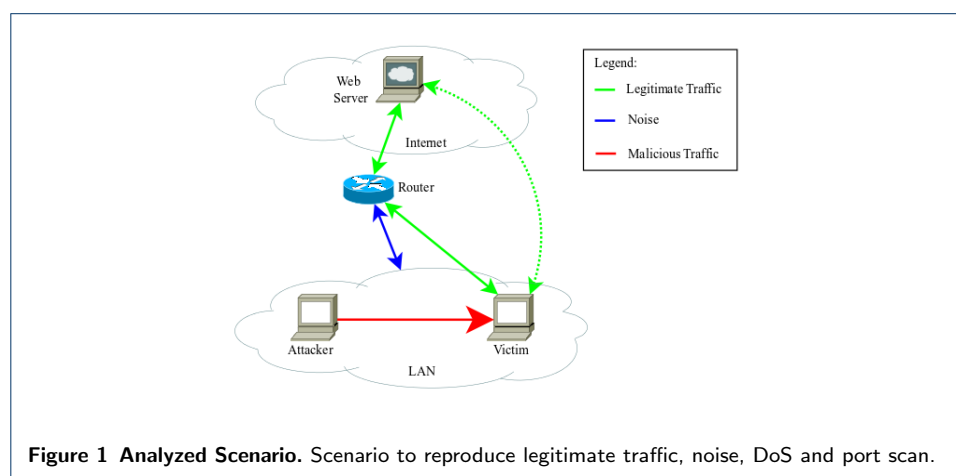 Web
Server
Internet
Router
Attacker
Victim
LAN
Legend:
Legitimate Traffic
Noise
Malicious Traffic
Figure 1 Analyzed Scenario. Scenario to reproduce legitimate traffic, noise, DoS and port scan.